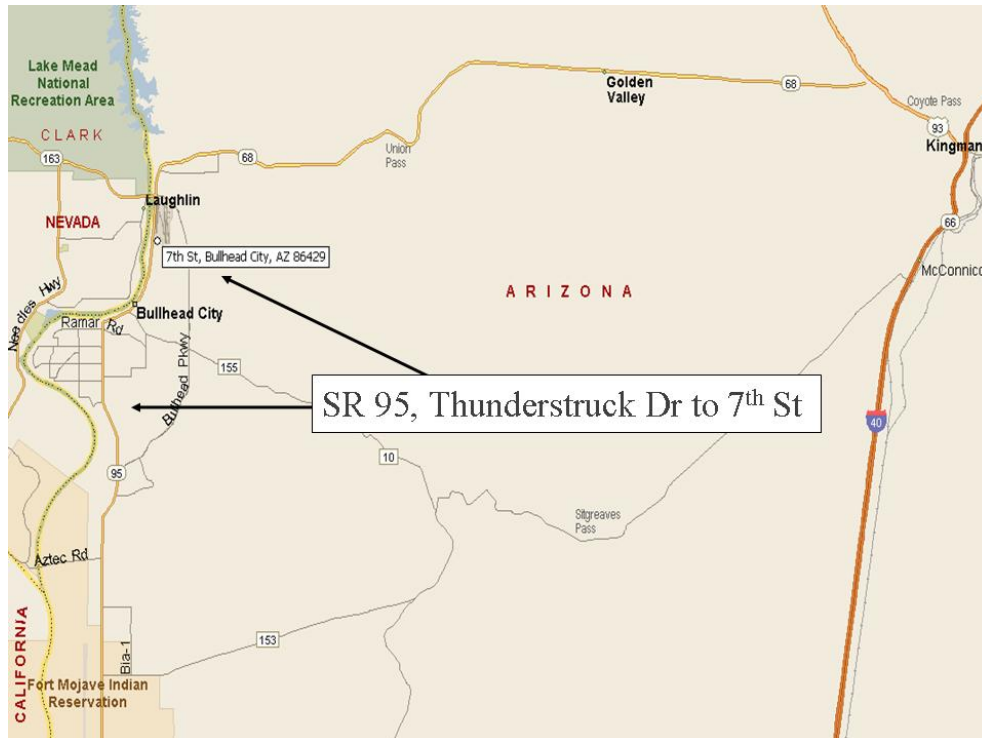 Lake Mead
National
Recreation Area
CLARK
163
68
Union
Pass
Golden
Valley
68
Coyote Pass
93
Kingman
Laughlin
NEVADA
7th St, Bullhead City, AZ 86429
66
McConnico
ARIZONA
Needles Hwy
Bullhead City
Ramar Rd
Bullhead Pkwy
155
SR 95, Thunderstruck Dr to 7th St
40
10
95
Sitgreaves
Pass
Aztec Rd
CALIFORNIA
Bia-1
153
Fort Mojave Indian
Reservation